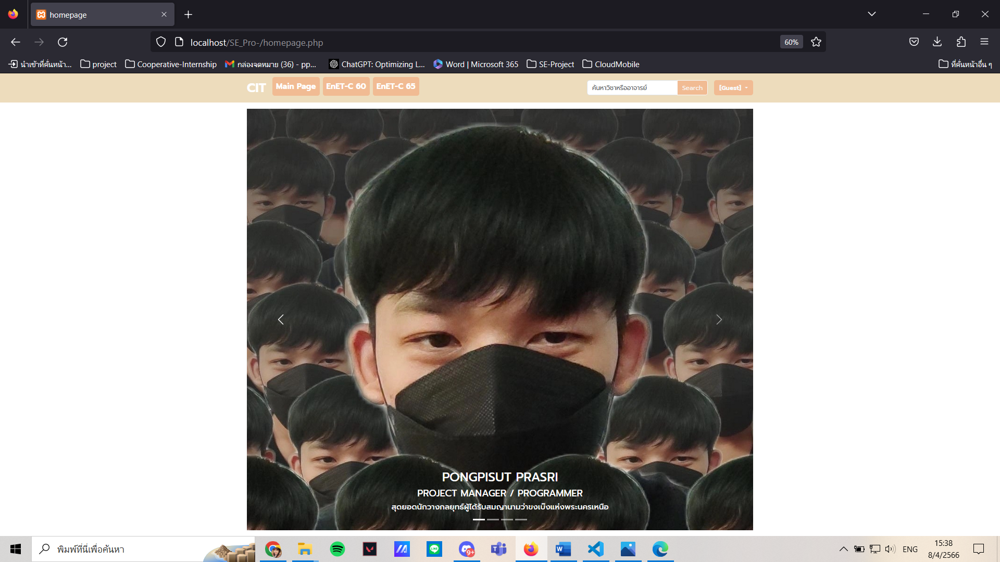 homepage
localhost/SE_Pro-/homepage.php
60%
นำเข้าที่คั่นหน้า...
project
Cooperative-Internship
กล่องจดหมาย (36) - pp...
ChatGPT: Optimizing L...
Word | Microsoft 365
SE-Project
CloudMobile
ที่คั่นหน้าอื่น ๆ
CIT
Main Page
EnET-C 60
EnET-C 65
ค้นหาวิชาหรืออาจารย์
Search
[Guest]
PONGPISUT PRASRI
PROJECT MANAGER / PROGRAMMER
สุดยอดนักวางกลยุทธ์ผู้ได้รับสมญานามว่าขงเบ๊งแห่งพระนครเหนือ
พิมพ์ที่นี่เพื่อค้นหา
9+
ENG
15:38
8/4/2566